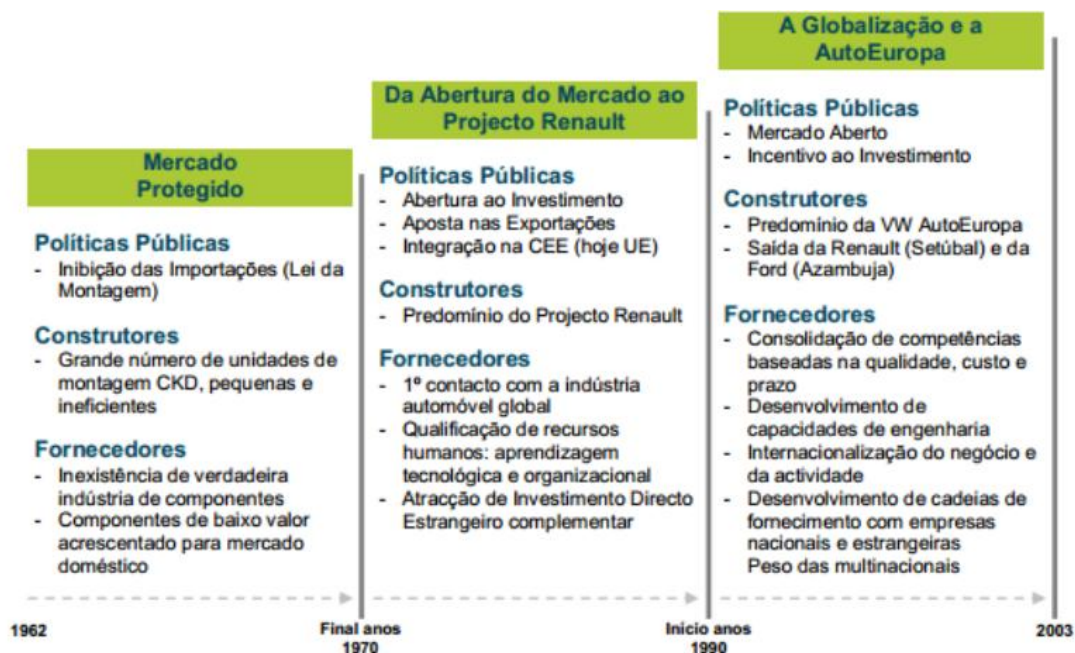 Mercado
Protegido
Políticas Públicas
- Inibição das Importações (Lei da
Montagem)
Construtores
- Grande número de unidades de
montagem CKD, pequenas e
ineficientes
Fornecedores
- Inexistência de verdadeira
indústria de componentes
- Componentes de baixo valor
acrescentado para mercado
doméstico
Da Abertura do Mercado ao
Projecto Renault
Políticas Públicas
- Abertura ao Investimento
- Aposta nas Exportações
- Integração na CEE (hoje UE)
Construtores
- Predomínio do Projecto Renault
Fornecedores
- 1º contacto com a indústria
automóvel global
- Qualificação de recursos
humanos: aprendizagem
tecnológica e organizacional
- Atracção de Investimento Directo
Estrangeiro complementar
A Globalização e a
AutoEuropa
Políticas Públicas
- Mercado Aberto
- Incentivo ao Investimento
Construtores
- Predomínio da VW AutoEuropa
- Saída da Renault (Setúbal) e da
Ford (Azambuja)
Fornecedores
- Consolidação de competências
baseadas na qualidade, custo e
prazo
- Desenvolvimento de
capacidades de engenharia
- Internacionalização do negócio e
da actividade
- Desenvolvimento de cadeias de
fornecimento com empresas
nacionais e estrangeiras
Peso das multinacionais
1962
Final anos
1970
Inicio anos
1990
2003